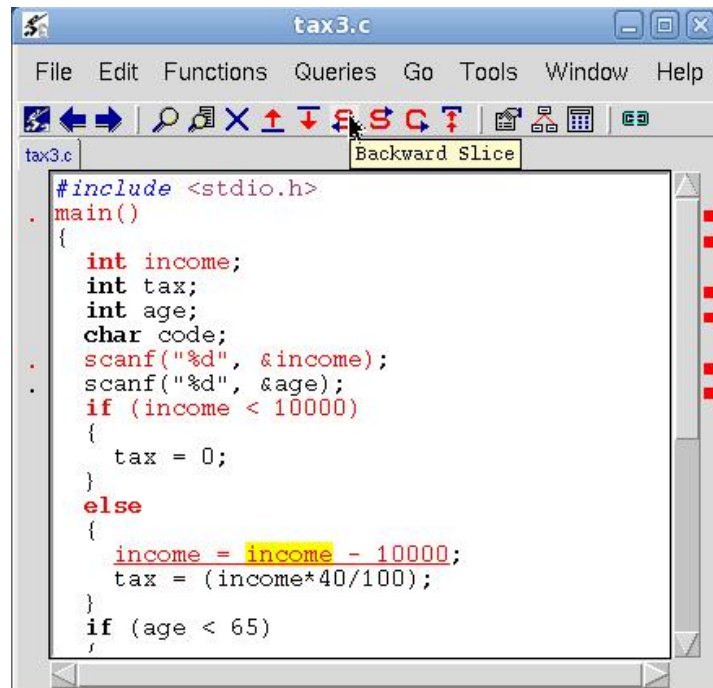 tax3.c
File Edit Functions Queries Go Tools Window Help
tax3.c
Backward Slice
#include <stdio.h>
main()
{
int income;
int tax;
int age;
char code;
scanf("%d", &income);
scanf("%d", &age);
if (income < 10000)
{
tax = 0;
}
else
{
income = income - 10000;
tax = (income*40/100);
}
if (age < 65)
{